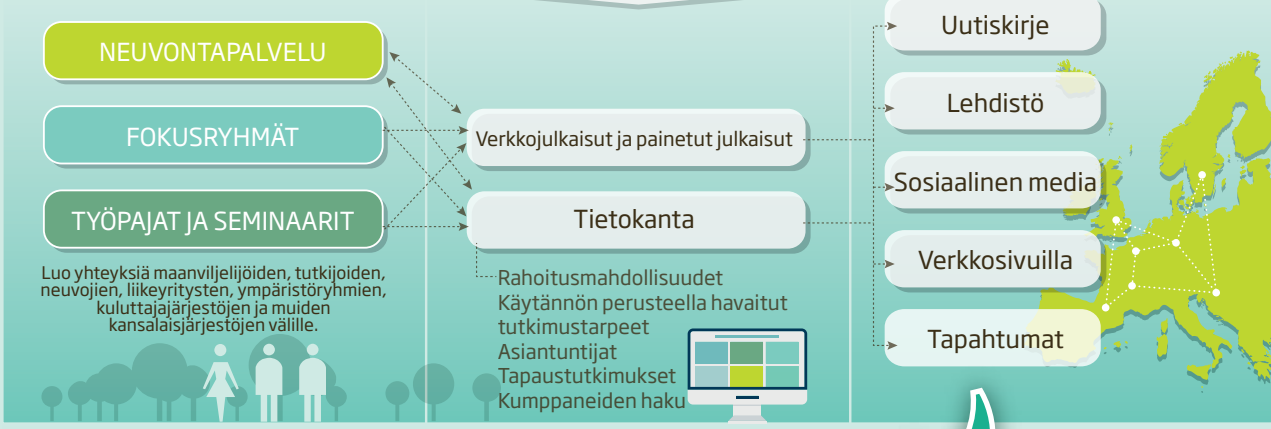 NEUVONTAPALVELU
FOKUSRYHMÄT
TYÖPAJAT JA SEMINAARIT
Luo yhteyksiä maanviljelijöiden, tutkijoiden,
neuvojien, liikeyritysten, ympäristöryhmien,
kuluttajajärjestöjen ja muiden
kansalaisjärjestöjen välille.
Verkkojulkaisut ja painetut julkaisut
Tietokanta
Rahoitusmahdollisuudet
Käytännön perusteella havaitut
tutkimustarpeet
Asiantuntijat
Tapaustutkimukset
Kumppaneiden haku
Uutiskirje
Lehdistö
Sosiaalinen media
Verkkosivuilla
Tapahtumat